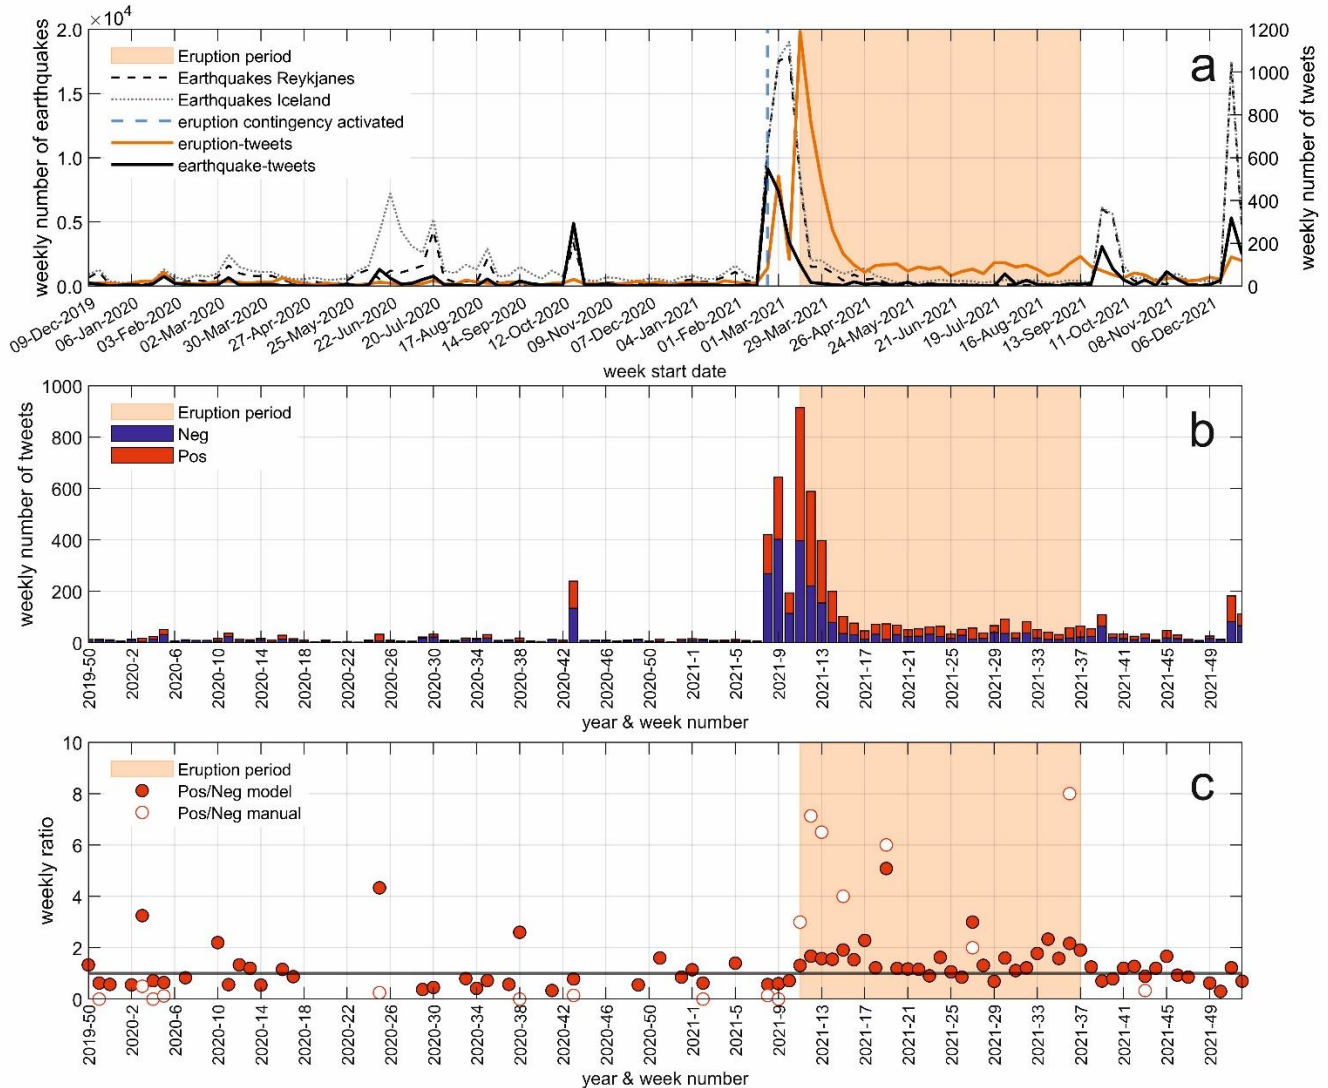 ×10⁴
2.0
1.5
1.0
0.5
0.0
weekly number of earthquakes
Eruption period
Earthquakes Reykjanes
Earthquakes Iceland
eruption contingency activated
eruption-tweets
earthquake-tweets
a
1200
1000
800
600
400
200
0
weekly number of tweets
09-Dec-2019
06-Jan-2020
03-Feb-2020
02-Mar-2020
30-Mar-2020
27-Apr-2020
25-May-2020
22-Jun-2020
20-Jul-2020
17-Aug-2020
14-Sep-2020
12-Oct-2020
09-Nov-2020
07-Dec-2020
04-Jan-2021
01-Feb-2021
01-Mar-2021
29-Mar-2021
26-Apr-2021
24-May-2021
21-Jun-2021
19-Jul-2021
16-Aug-2021
13-Sep-2021
11-Oct-2021
08-Nov-2021
06-Dec-2021
week start date
1000
800
600
400
200
0
weekly number of tweets
Eruption period
Neg
Pos
b
2019-50
2020-2
2020-6
2020-10
2020-14
2020-18
2020-22
2020-26
2020-30
2020-34
2020-38
2020-42
2020-46
2020-50
2021-1
2021-5
2021-9
2021-13
2021-17
2021-21
2021-25
2021-29
2021-33
2021-37
2021-41
2021-45
2021-49
year & week number
10
8
6
4
2
0
weekly ratio
Eruption period
Pos/Neg model
Pos/Neg manual
c
2019-50
2020-2
2020-6
2020-10
2020-14
2020-18
2020-22
2020-26
2020-30
2020-34
2020-38
2020-42
2020-46
2020-50
2021-1
2021-5
2021-9
2021-13
2021-17
2021-21
2021-25
2021-29
2021-33
2021-37
2021-41
2021-45
2021-49
year & week number